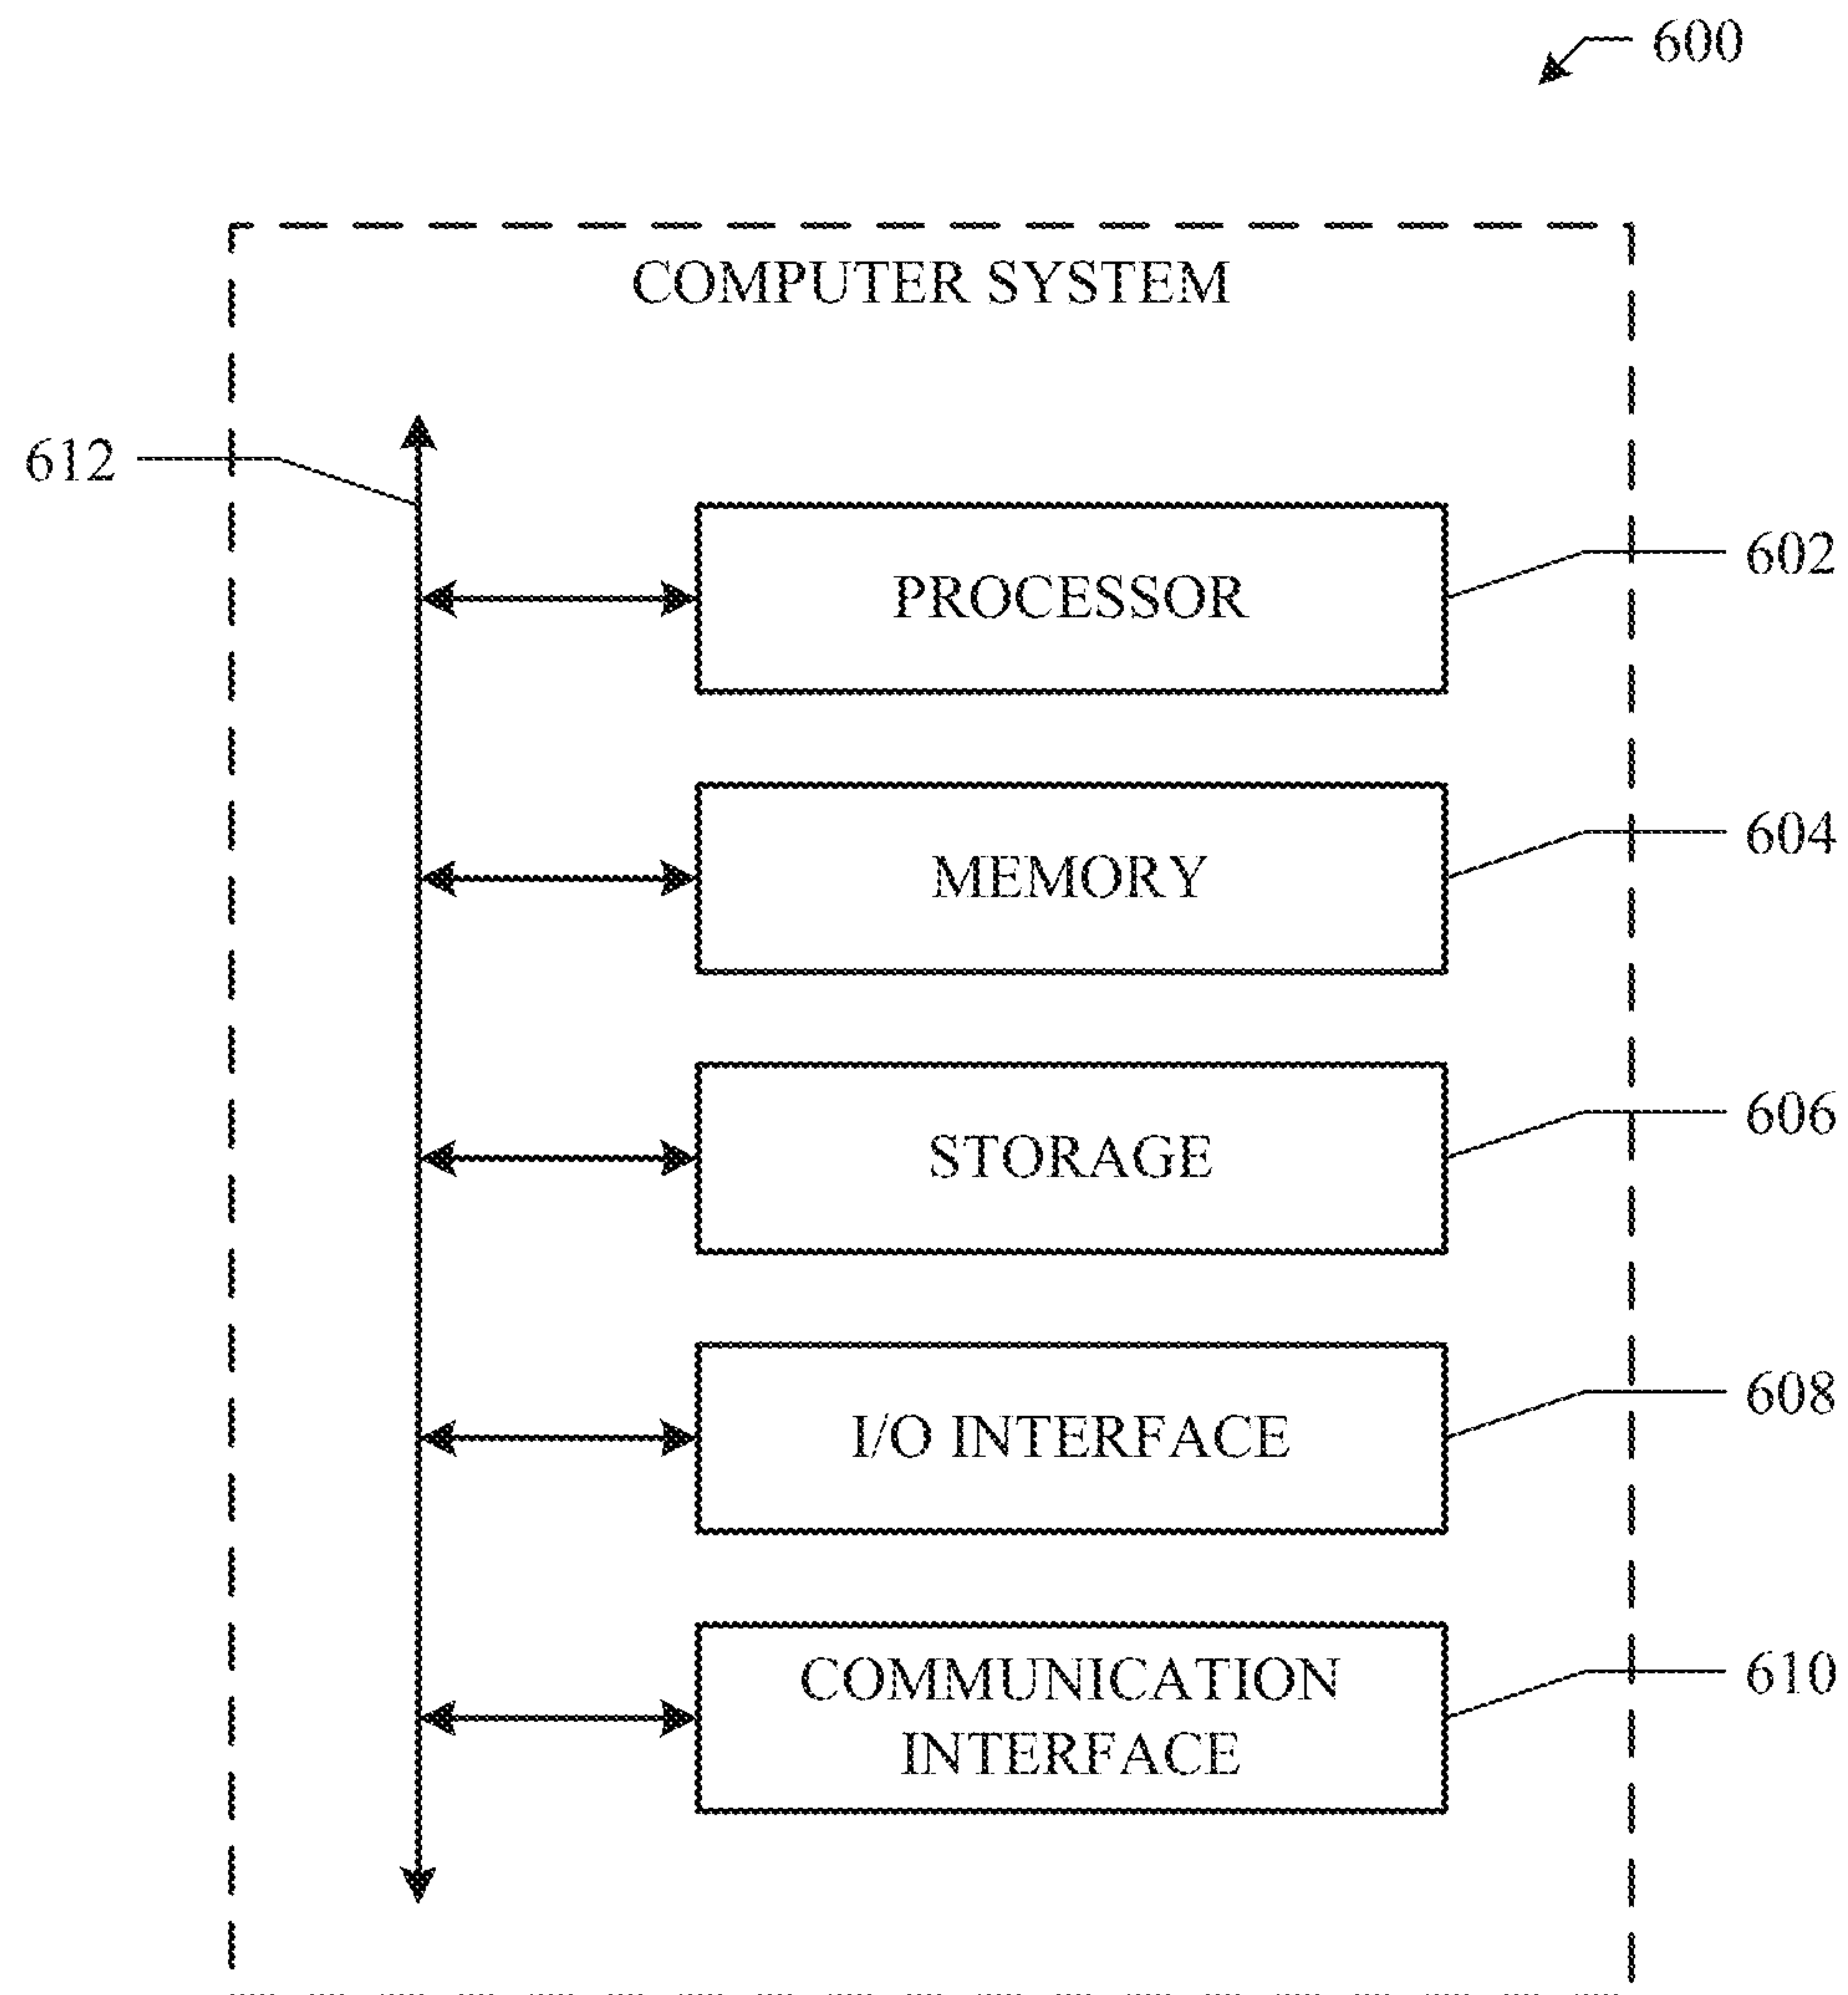 600
COMPUTER SYSTEM
612
PROCESSOR
602
MEMORY
604
STORAGE
606
I/O INTERFACE
608
COMMUNICATION
INTERFACE
610